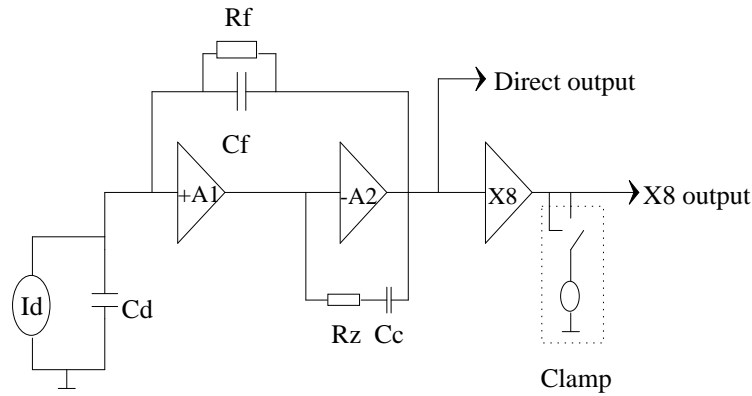 Rf
Direct output
Cf
+A1
-A2
X8
X8 output
Id
Cd
Rz Cc
Clamp